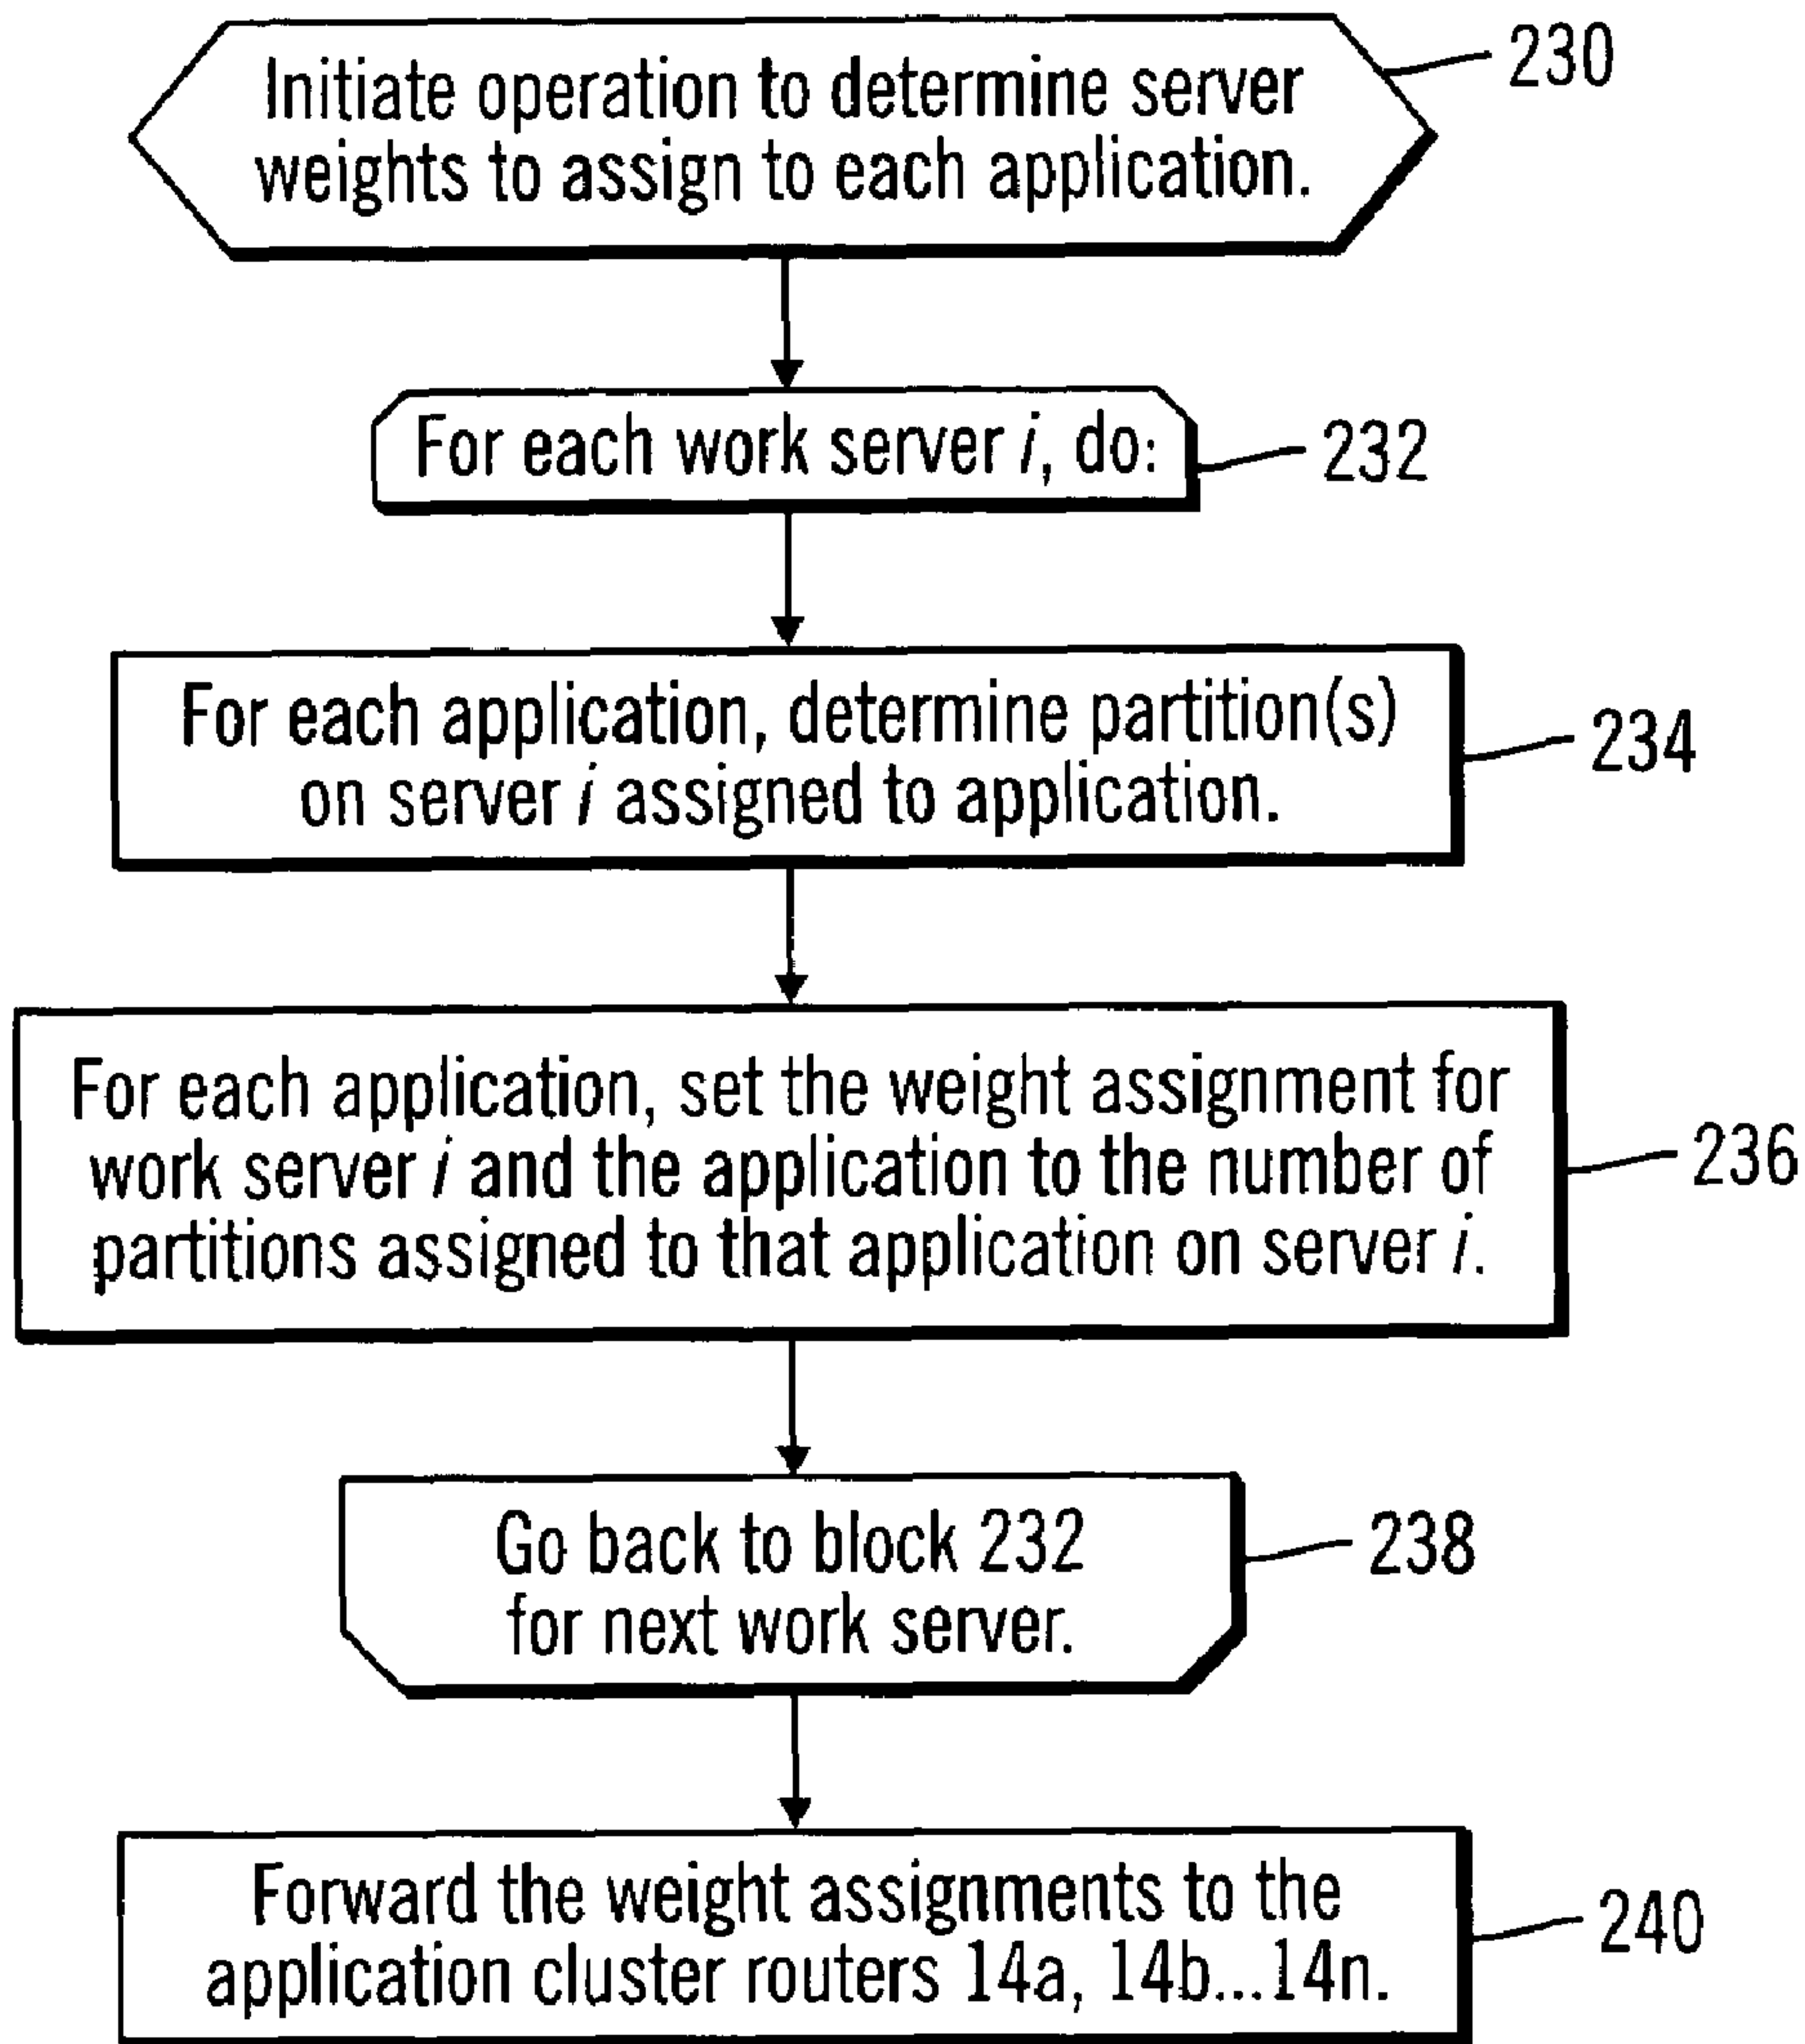 Initiate operation to determine server
weights to assign to each application.
230
For each work server i, do:
232
For each application, determine partition(s)
on server i assigned to application.
234
For each application, set the weight assignment for
work server i and the application to the number of
partitions assigned to that application on server i.
236
Go back to block 232
for next work server.
238
Forward the weight assignments to the
application cluster routers 14a, 14b...14n.
240